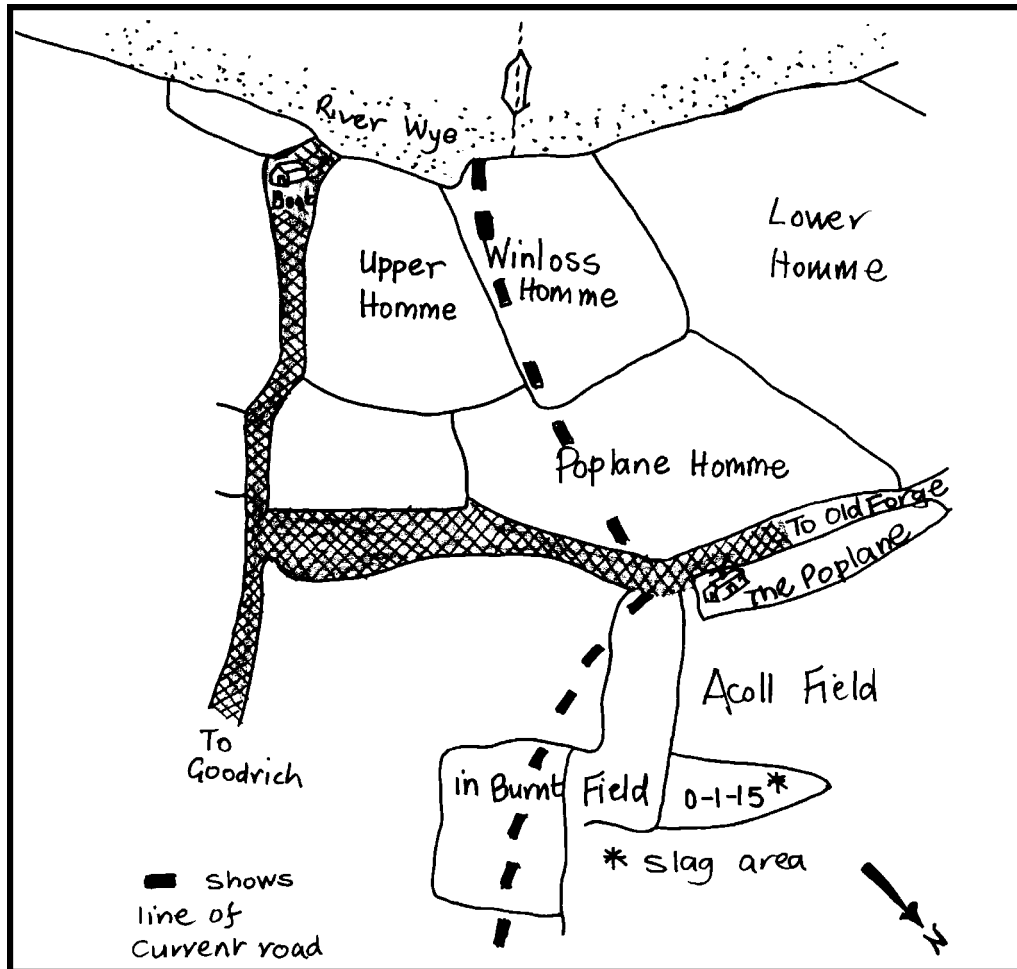 River Wye
Boat
Upper
Homme
Winloss
Homme
Lower
Homme
Poplane Homme
To Old Forge
The Poplane
Acoll Field
To
Goodrich
in Burnt Field
0-1-15*
* slag area
shows
line of
Current road
N